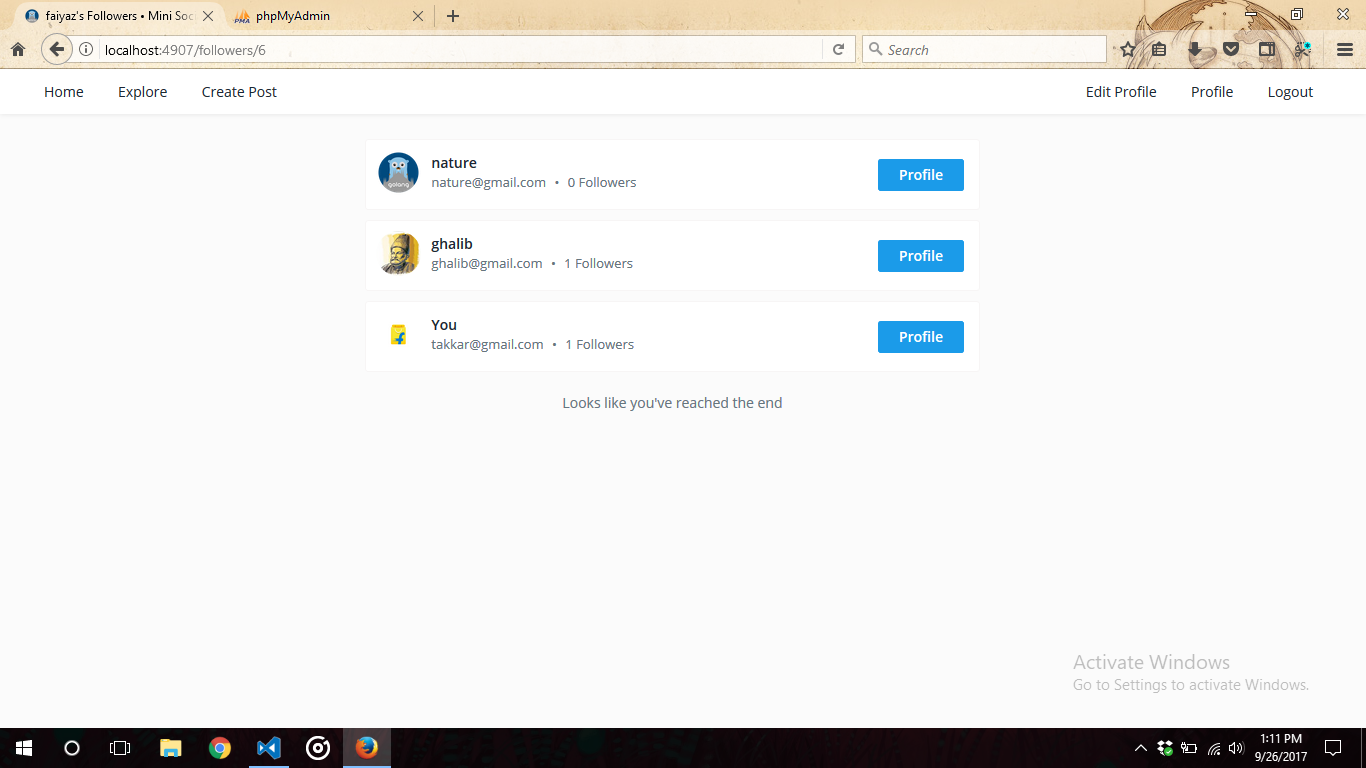 faiyaz's Followers • Mini Soc
phpMyAdmin
localhost:4907/followers/6
Search
Home
Explore
Create Post
Edit Profile
Profile
Logout
golang
nature
nature@gmail.com • 0 Followers
Profile
ghalib
ghalib@gmail.com • 1 Followers
Profile
You
takkar@gmail.com • 1 Followers
Profile
Looks like you've reached the end
Activate Windows
Go to Settings to activate Windows.
1:11 PM
9/26/2017